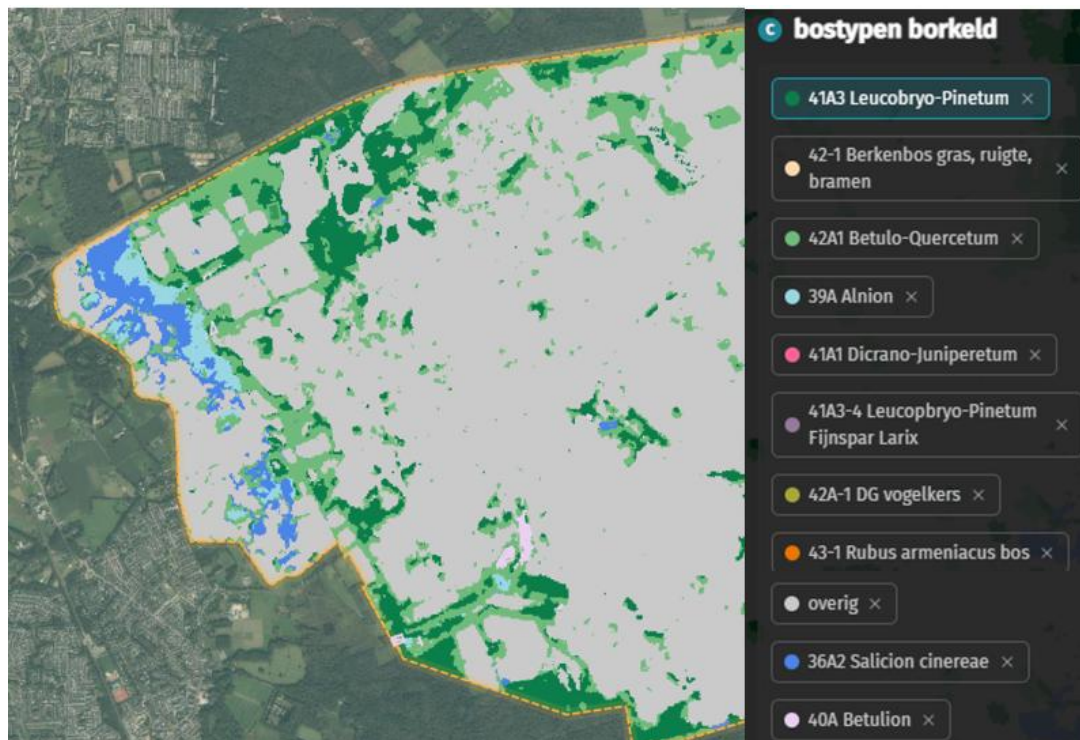 C bostypen borkeld
41A3 Leucobryo-Pinetum ×
42-1 Berkenbos gras, ruigte,
bramen ×
42A1 Betulo-Quercetum ×
39A Alnion ×
41A1 Dicrano-Juniperetum ×
41A3-4 Leucopbryo-Pinetum
Fijnspar Larix ×
42A-1 DG vogelkers ×
43-1 Rubus armeniacus bos ×
overig ×
36A2 Salicion cinereae ×
40A Betulion ×